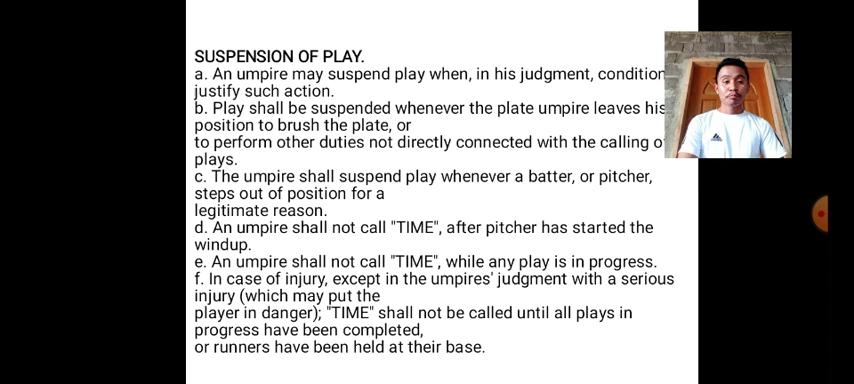 SUSPENSION OF PLAY.
a. An umpire may suspend play when, in his judgment, condition
justify such action.
b. Play shall be suspended whenever the plate umpire leaves his
position to brush the plate, or
to perform other duties not directly connected with the calling of
plays.
c. The umpire shall suspend play whenever a batter, or pitcher,
steps out of position for a
legitimate reason.
d. An umpire shall not call "TIME", after pitcher has started the
windup.
e. An umpire shall not call "TIME", while any play is in progress.
f. In case of injury, except in the umpires' judgment with a serious
injury (which may put the
player in danger); "TIME" shall not be called until all plays in
progress have been completed,
or runners have been held at their base.